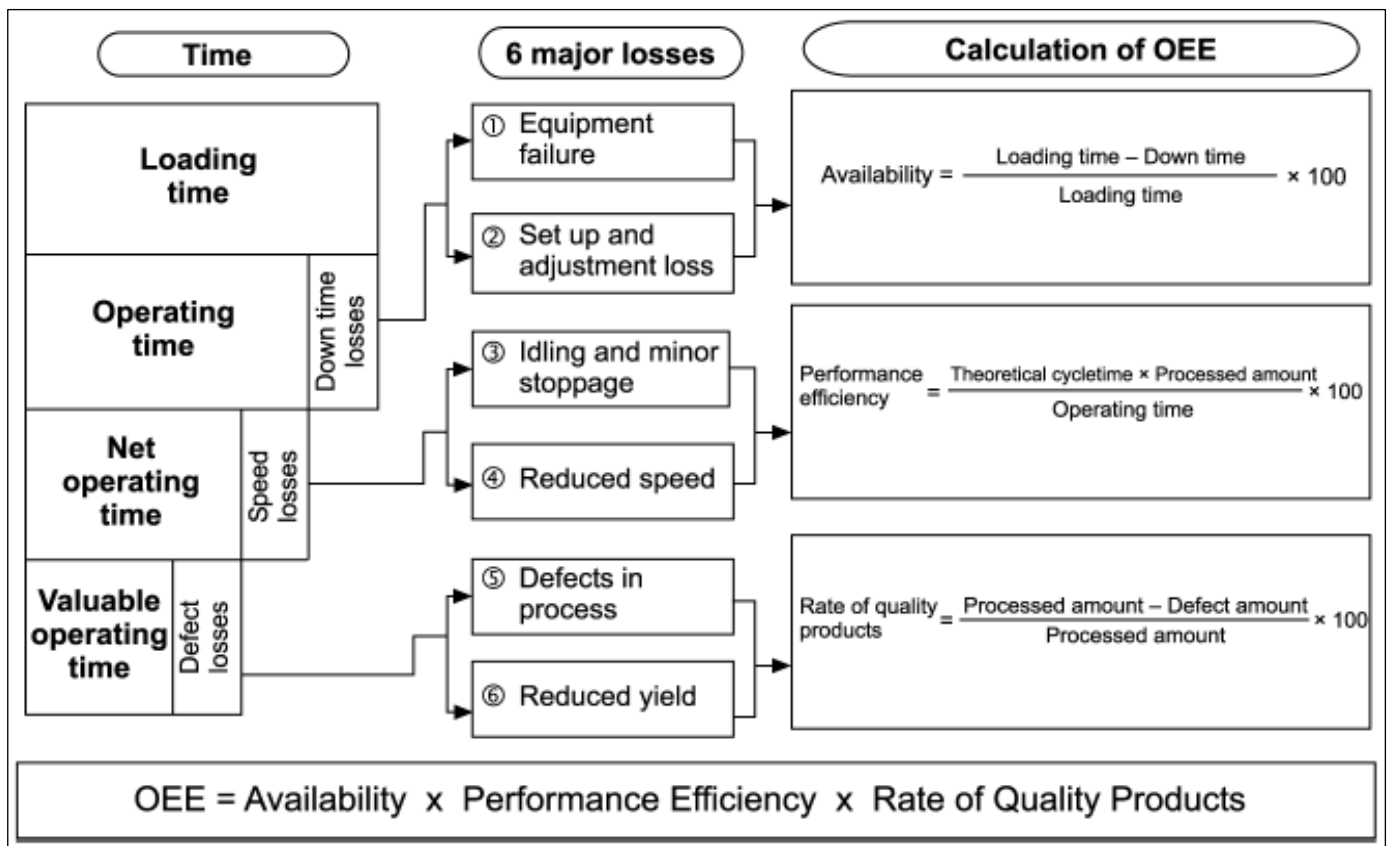 Time
6 major losses
Calculation of OEE
Loading
time
Operating
time
Down time
losses
Net
operating
time
Speed
losses
Valuable
operating
time
Defect
losses
① Equipment
failure
② Set up and
adjustment loss
③ Idling and minor
stoppage
④ Reduced speed
⑤ Defects in
process
⑥ Reduced yield
Availability = Loading time – Down time
Loading time
× 100
Performance
efficiency
= Theoretical cycletime × Processed amount
Operating time
× 100
Rate of quality
products
= Processed amount – Defect amount
Processed amount
× 100
OEE = Availability x Performance Efficiency x Rate of Quality Products